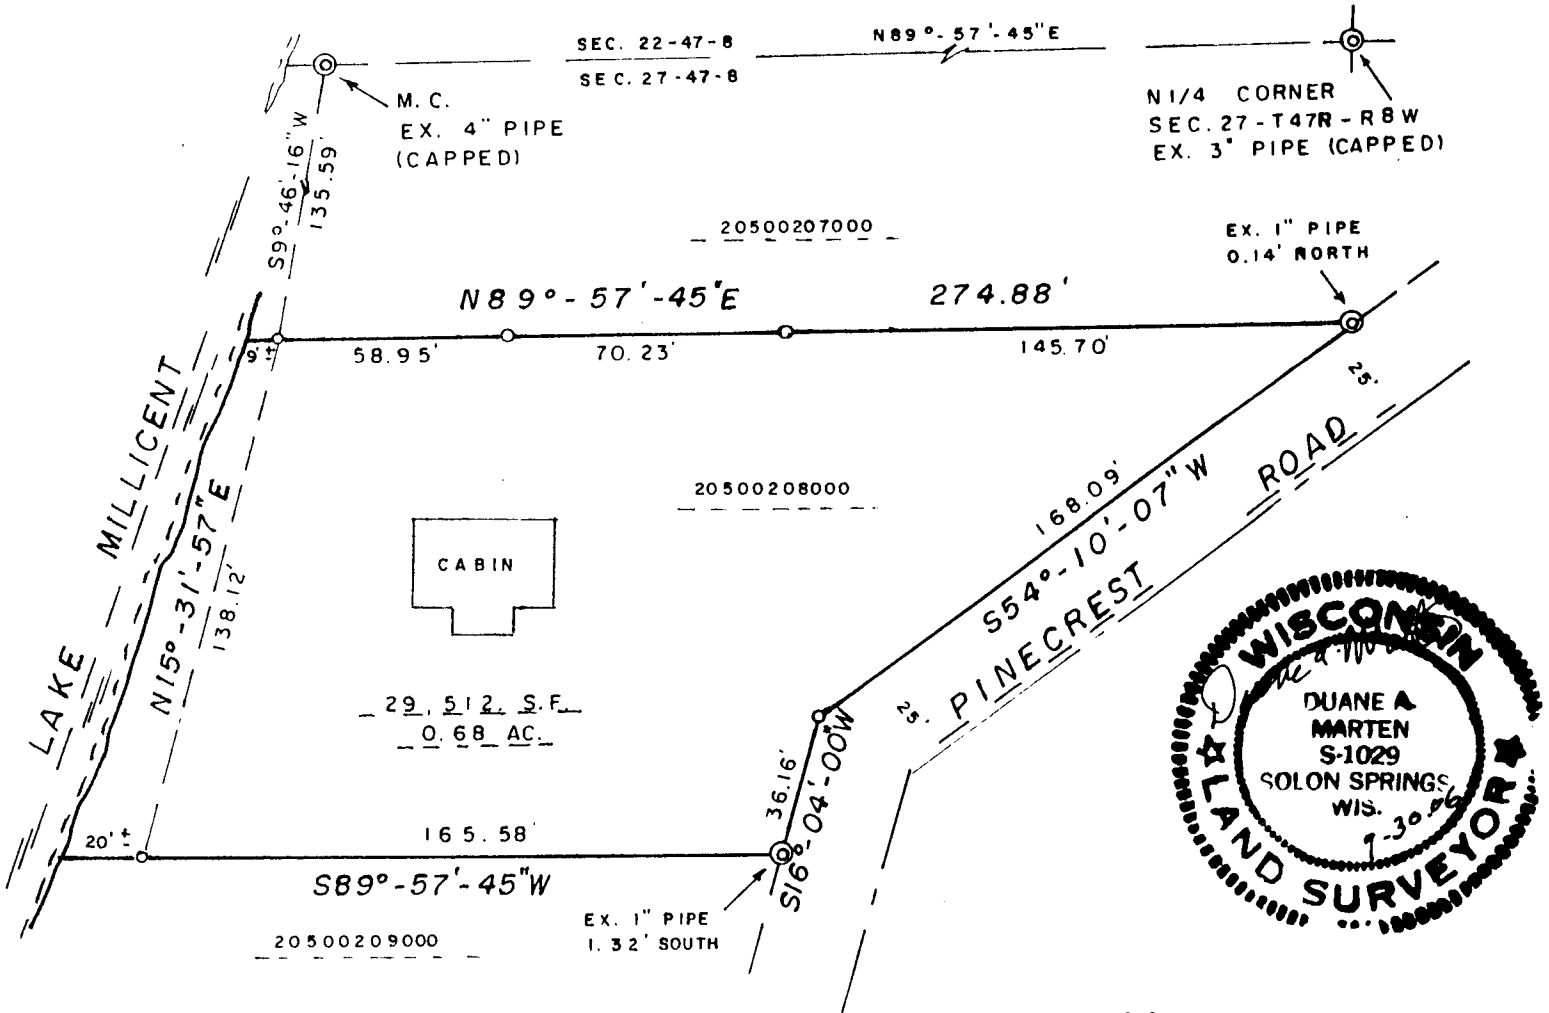 SEC. 22-47-8
SEC. 27-47-8
N89°-57'-45"E
M.C.
EX. 4" PIPE
(CAPPED)
N1/4 CORNER
SEC. 27-T47R-R8W
EX. 3" PIPE (CAPPED)
S9°-46'-16"W
135.59'
20500207000
EX. 1" PIPE
0.14' NORTH
N89°-57'-45"E 274.88'
9'±
58.95'
70.23'
145.70'
25'
LAKE MILLICENT
N15°-31'-57"E
138.12'
20500208000
CABIN
168.09'
S54°-10'-07"W
PINECREST ROAD
25'
29,512. S.F.
0.68 AC.
36.16'
S16°-04'-00"W
20'±
165.58'
S89°-57'-45"W
EX. 1" PIPE
1.32' SOUTH
20500209000
WISCONSIN
DUANE A.
MARTEN
S-1029
SOLON SPRINGS
WIS.
9-30-06
LAND SURVEYOR